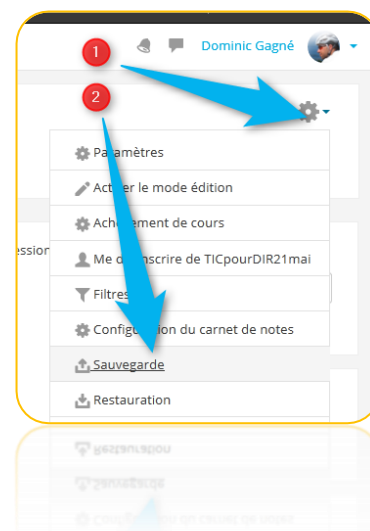 1
Dominic Gagné
2
Paramètres
Activer le mode édition
Achèvement de cours
Me désinscrire de TICpourDIR21mai
ession
Filtres
Configuration du carnet de notes
Sauvegarde
Restauration